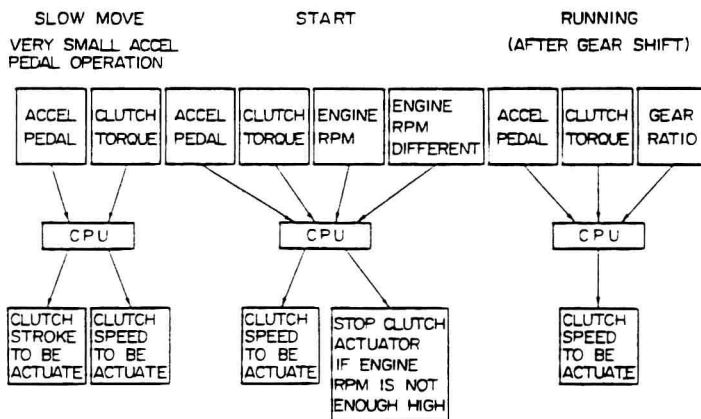 SLOW MOVE
VERY SMALL ACCEL
PEDAL OPERATION
START
RUNNING
(AFTER GEAR SHIFT)
ACCEL
PEDAL
CLUTCH
TORQUE
ACCEL
PEDAL
CLUTCH
TORQUE
ENGINE
RPM
ENGINE
RPM
DIFFERENT
ACCEL
PEDAL
CLUTCH
TORQUE
GEAR
RATIO
CPU
CPU
CPU
CLUTCH
STROKE
TO BE
ACTUATE
CLUTCH
SPEED
TO BE
ACTUATE
CLUTCH
SPEED
TO BE
ACTUATE
STOP CLUTCH
ACTUATOR
IF ENGINE
RPM IS NOT
ENOUGH HIGH
CLUTCH
SPEED
TO BE
ACTUATE